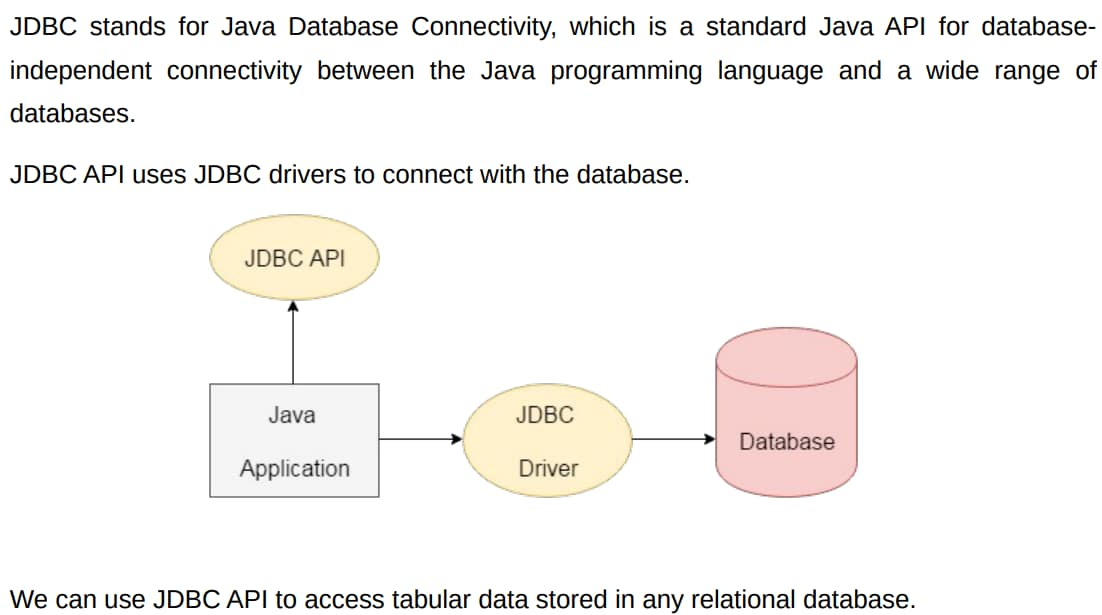 JDBC stands for Java Database Connectivity, which is a standard Java API for database-
independent connectivity between the Java programming language and a wide range of
databases.
JDBC API uses JDBC drivers to connect with the database.
JDBC API
Java
Application
JDBC
Driver
Database
We can use JDBC API to access tabular data stored in any relational database.